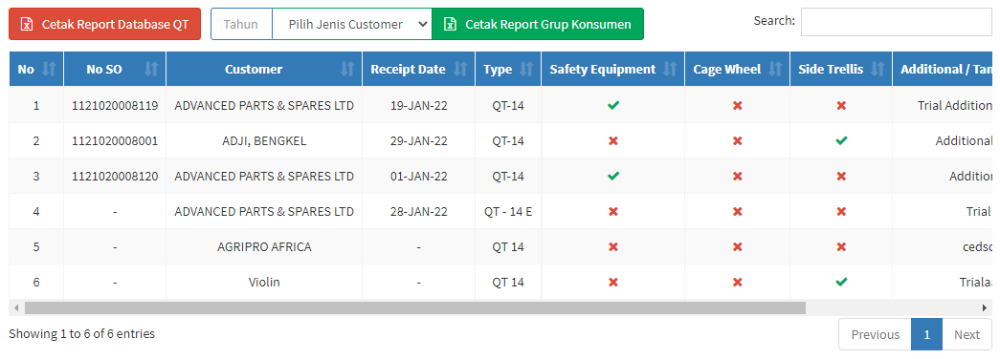 Cetak Report Database QT Tahun Pilih Jenis Customer Cetak Report Grup Konsumen Search:
No No SO Customer Receipt Date Type Safety Equipment Cage Wheel Side Trellis Additional / Tan
1 1121020008119 ADVANCED PARTS & SPARES LTD 19-JAN-22 QT-14 Trial Addition
2 1121020008001 ADJI, BENGKEL 29-JAN-22 QT-14 Additional
3 1121020008120 ADVANCED PARTS & SPARES LTD 01-JAN-22 QT-14 Addition
4 - ADVANCED PARTS & SPARES LTD 28-JAN-22 QT - 14 E Trial
5 - AGRIPRO AFRICA - QT 14 cedsc
6 - Violin - QT 14 Triala
Showing 1 to 6 of 6 entries Previous 1 Next